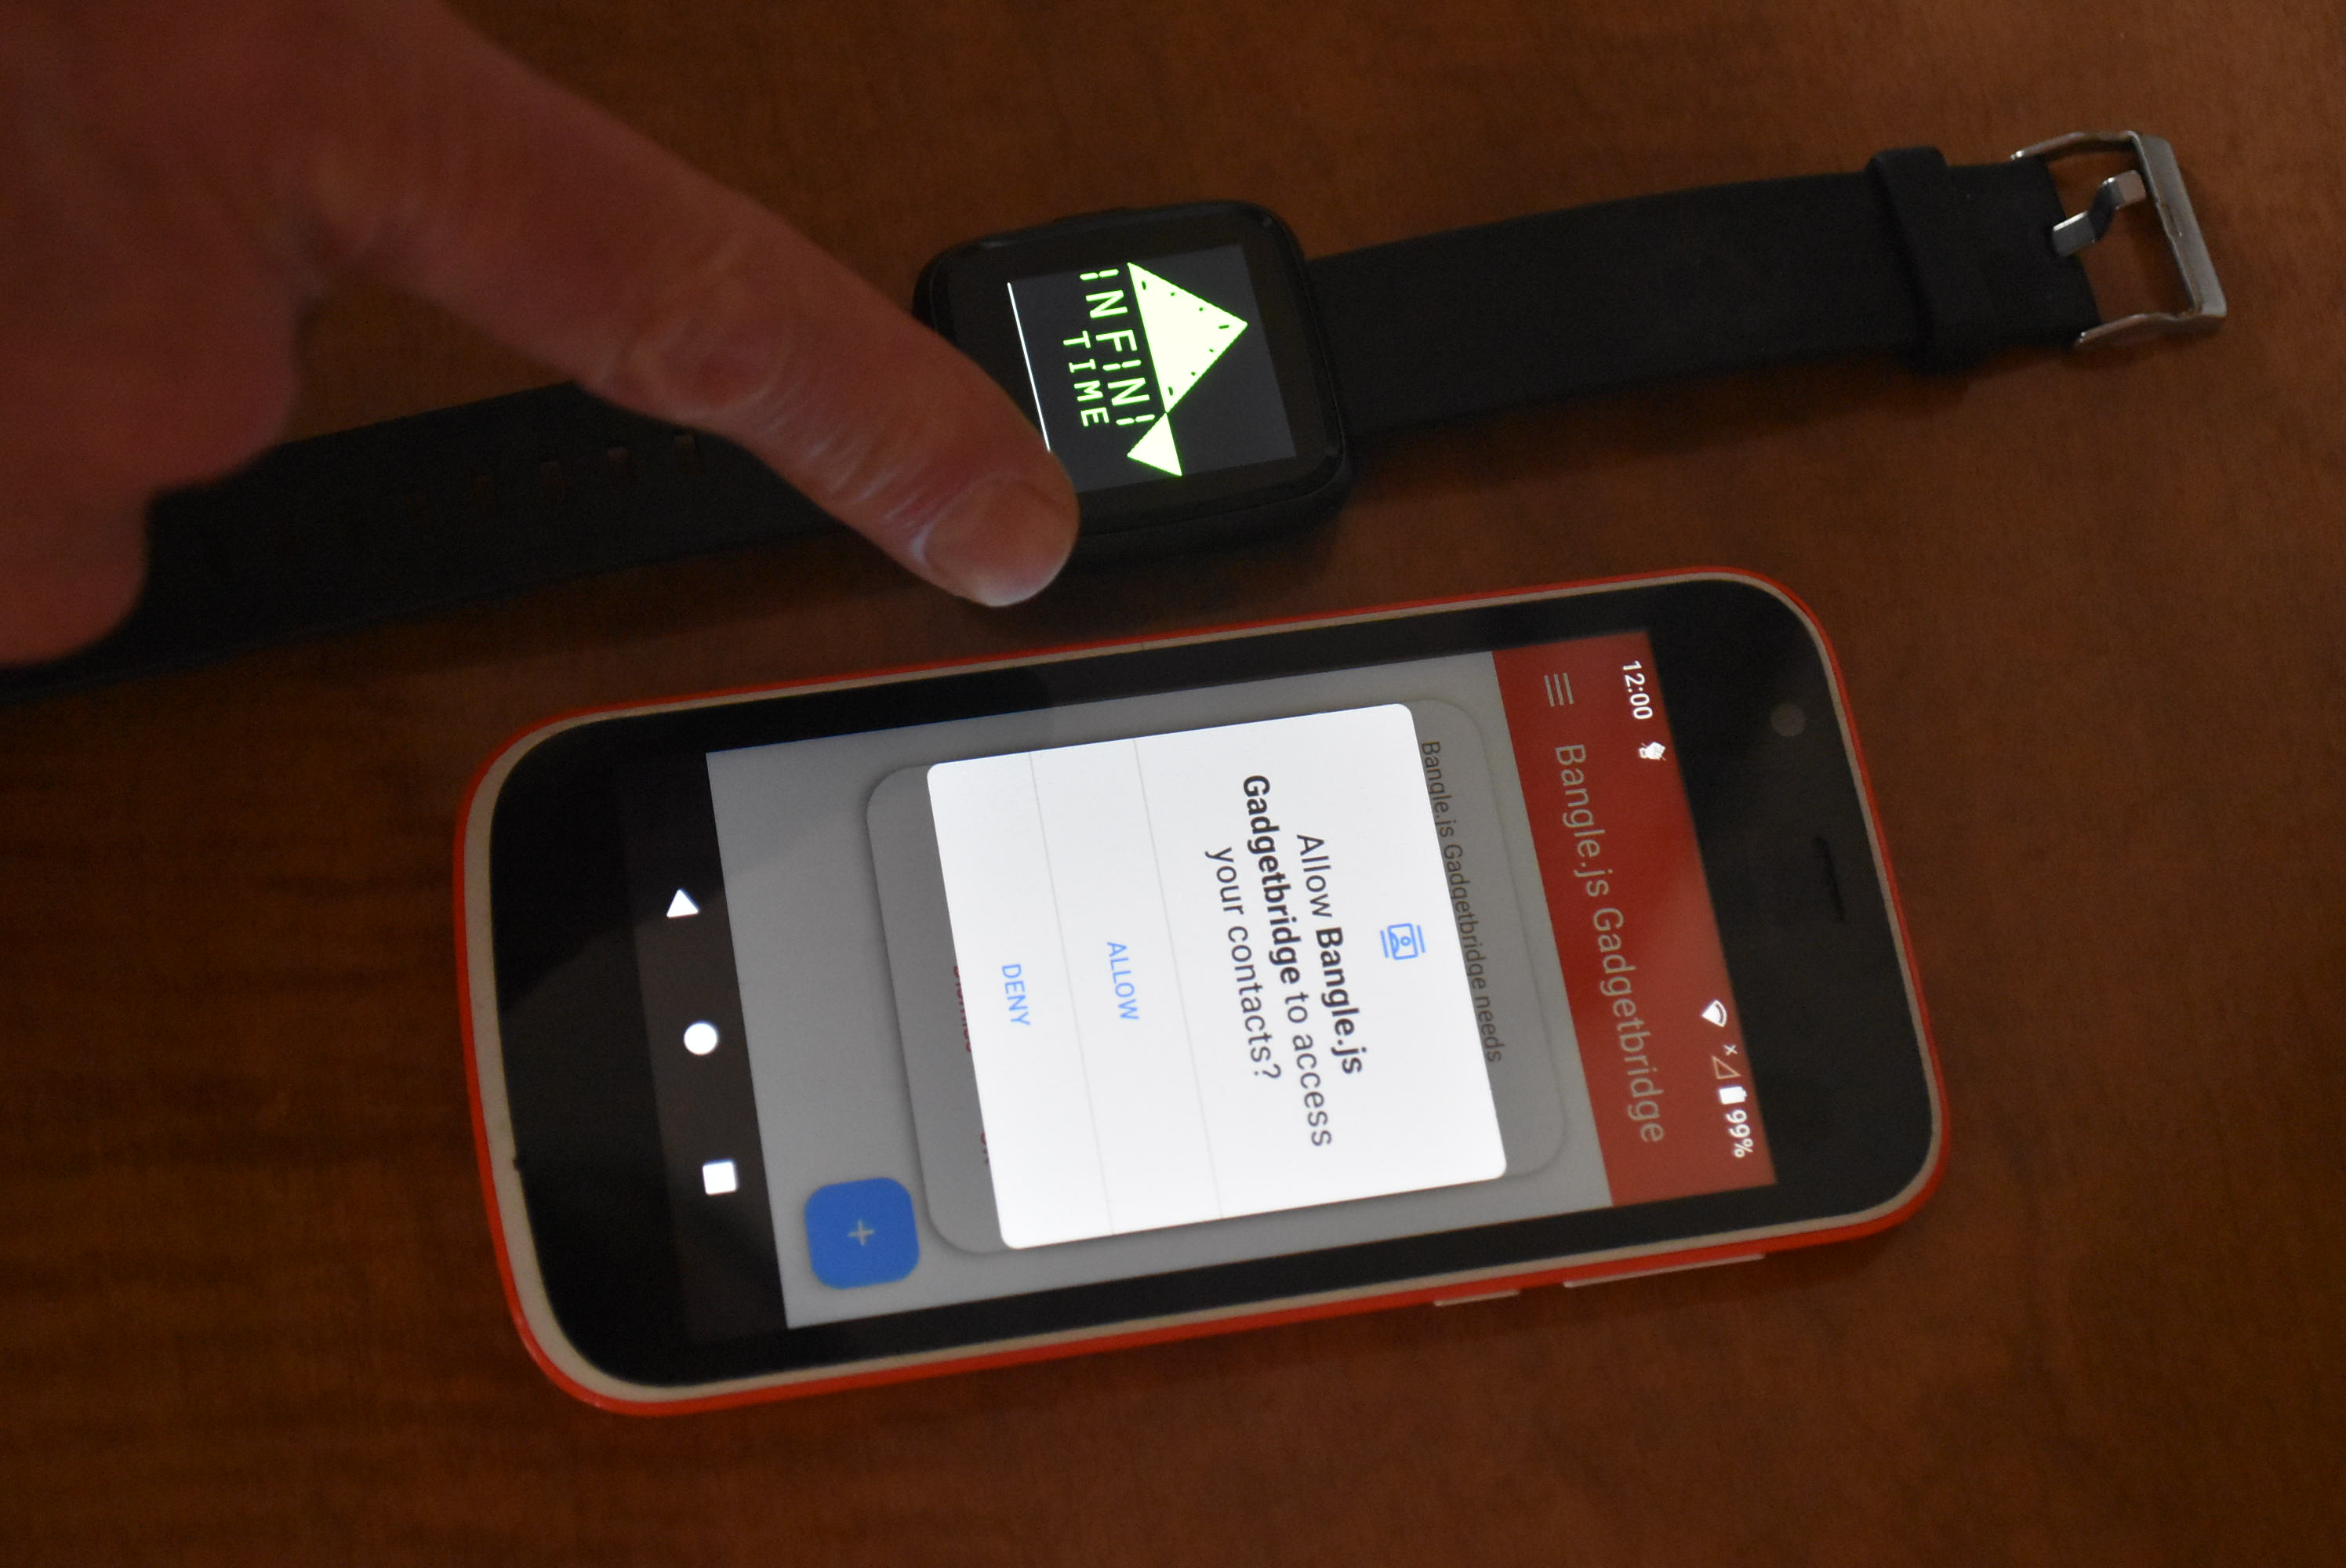 INFINI
TIME
12:00
99%
Bangle.js Gadgetbridge
Bangle.js Gadgetbridge needs
Allow Bangle.js
Gadgetbridge to access
your contacts?
ALLOW
DENY